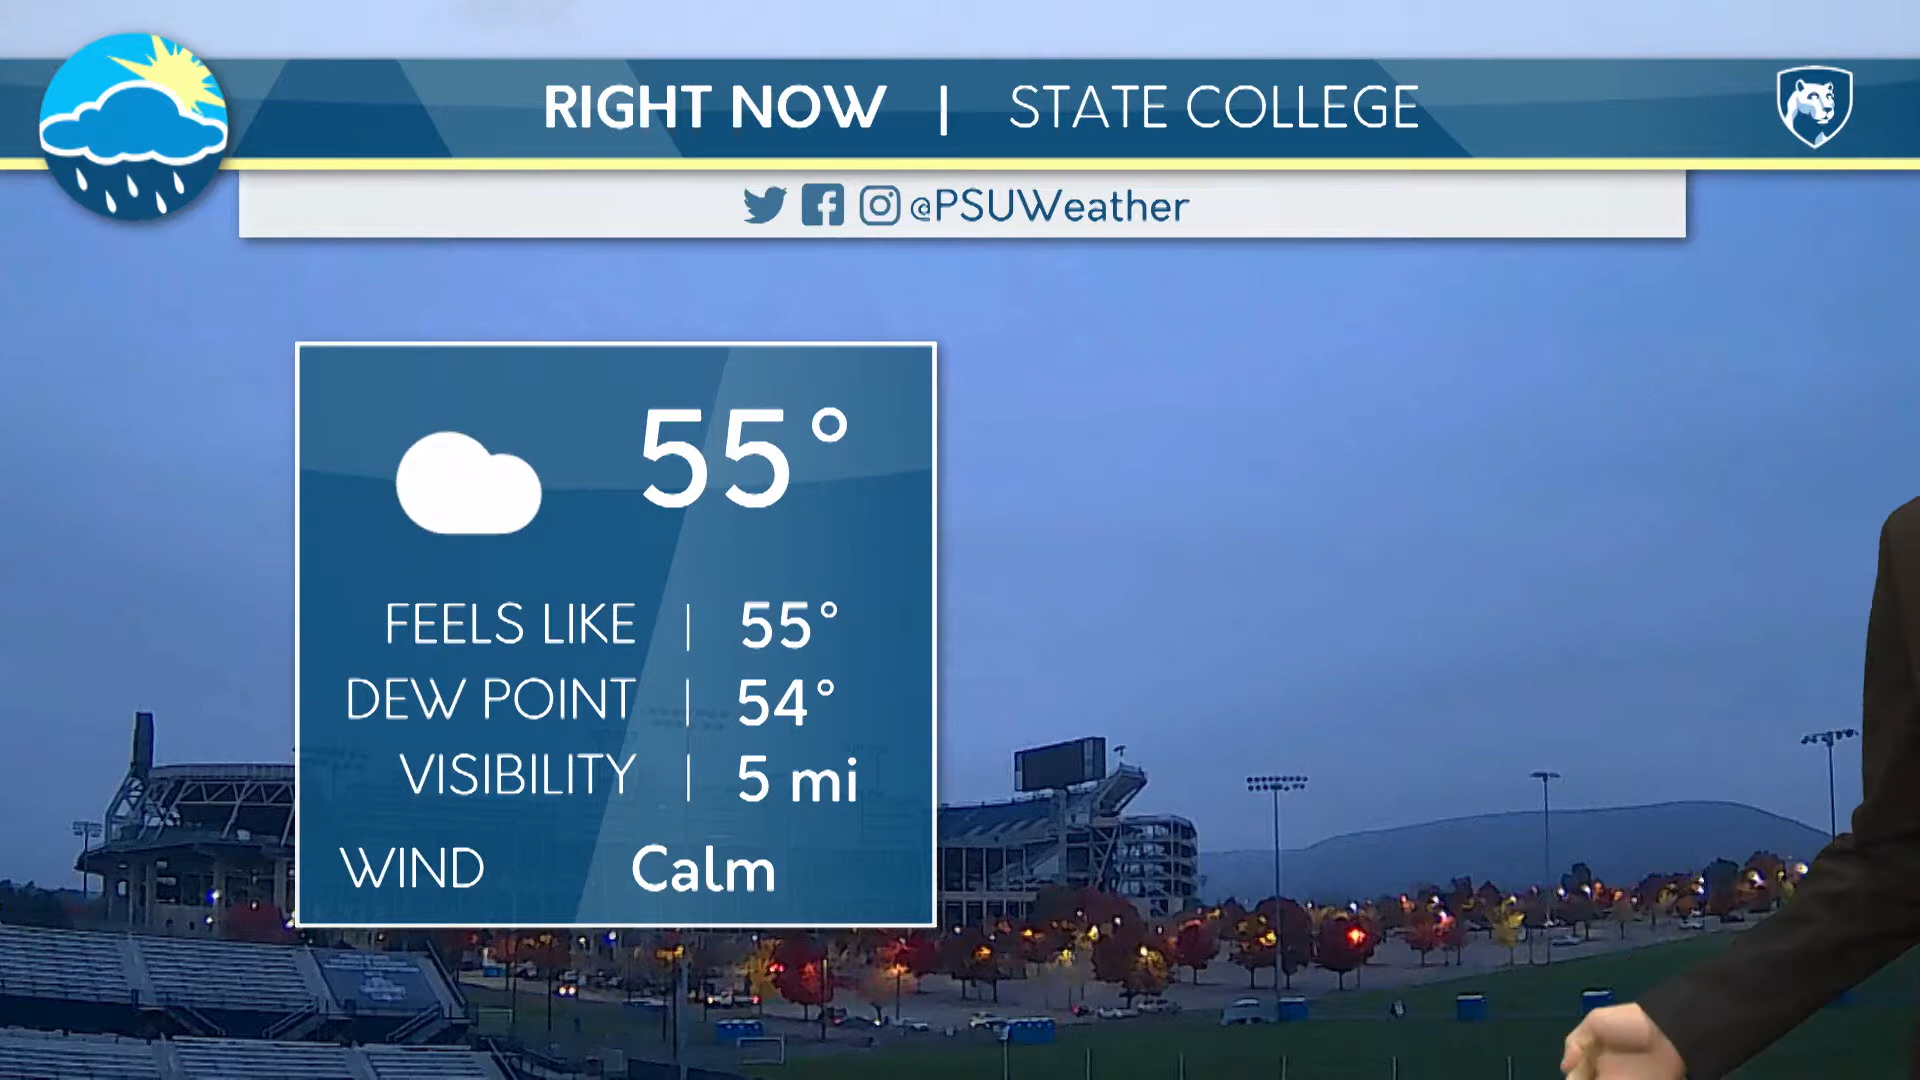 RIGHT NOW | STATE COLLEGE
@PSUWeather
55°
FEELS LIKE | 55°
DEW POINT | 54°
VISIBILITY | 5 mi
WIND Calm